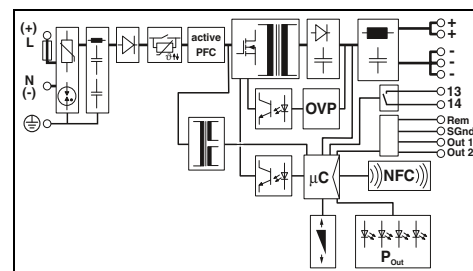 (+)
L
N
(-)
active
PFC
ϑ
OVP
µC
NFC
P Out
+
+
-
-
-
13
14
Rem
SGnd
Out 1
Out 2